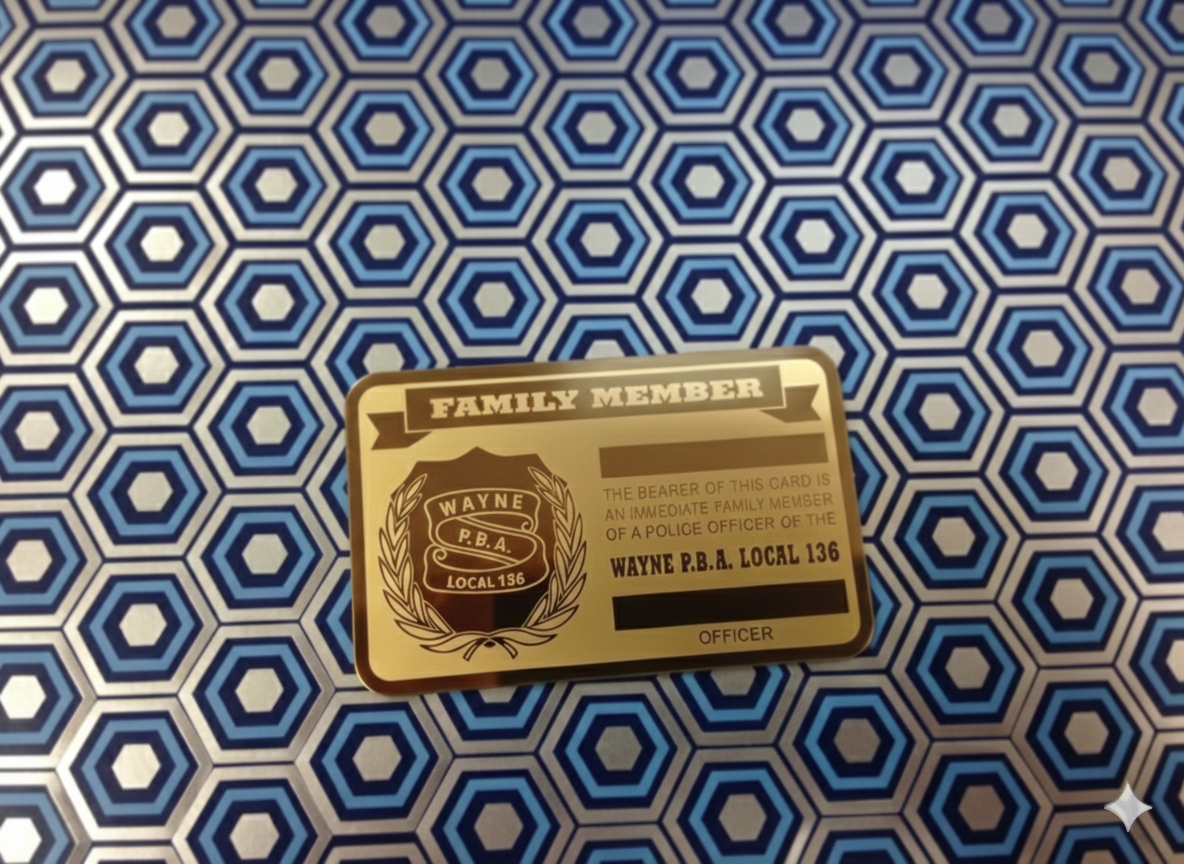 FAMILY MEMBER
WAYNE
P.B.A.
LOCAL 136
THE BEARER OF THIS CARD IS
AN IMMEDIATE FAMILY MEMBER
OF A POLICE OFFICER OF THE
WAYNE P.B.A. LOCAL 136
OFFICER